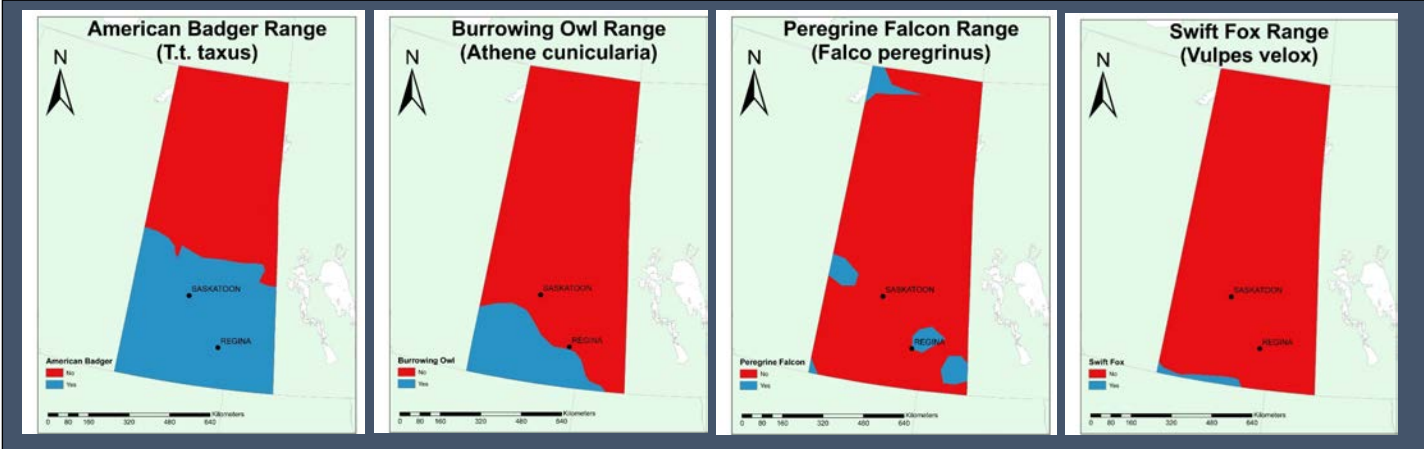 American Badger Range
(T.t. taxus)
N
SASKATOON
REGINA
American Badger
No
Yes
Kilometers
0 80 160 320 480 640
Burrowing Owl Range
(Athene cunicularia)
N
SASKATOON
REGINA
Burrowing Owl
No
Yes
Kilometers
0 80 160 320 480 640
Peregrine Falcon Range
(Falco peregrinus)
N
SASKATOON
REGINA
Peregrine Falcon
No
Yes
Kilometers
0 80 160 320 480 640
Swift Fox Range
(Vulpes velox)
N
SASKATOON
REGINA
Swift Fox
No
Yes
Kilometers
0 80 160 320 480 640